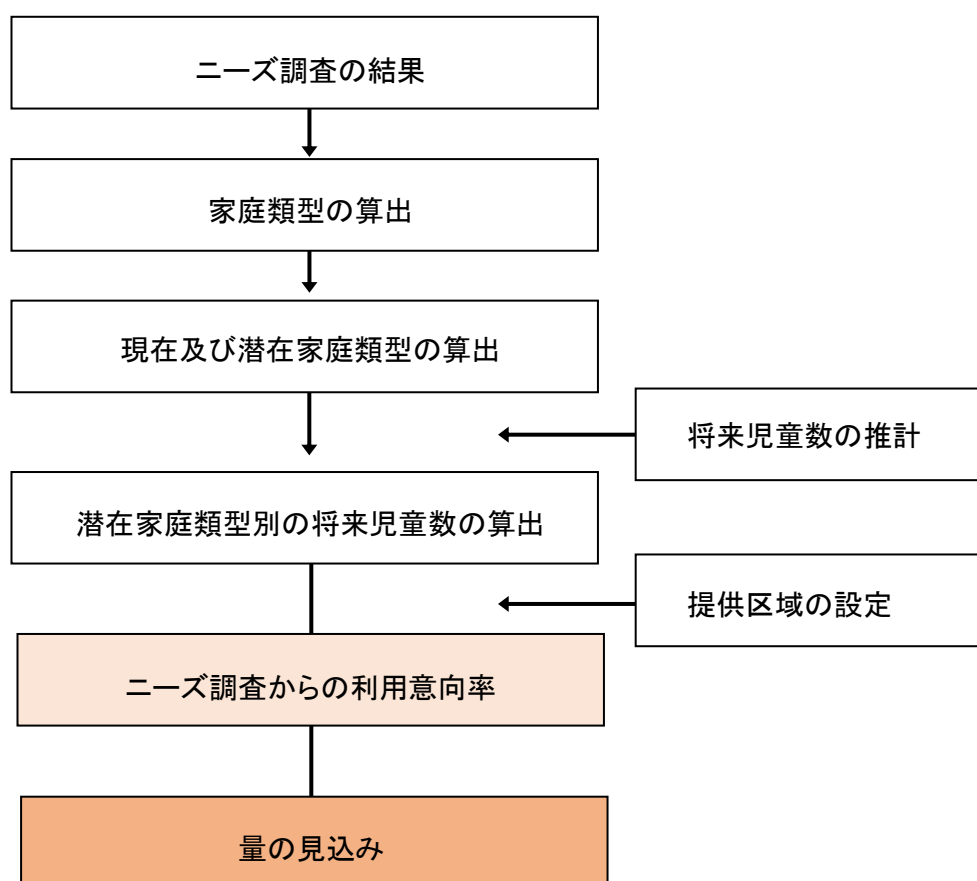 ニーズ調査の結果
家庭類型の算出
現在及び潜在家庭類型の算出
将来児童数の推計
潜在家庭類型別の将来児童数の算出
提供区域の設定
ニーズ調査からの利用意向率
量の見込み